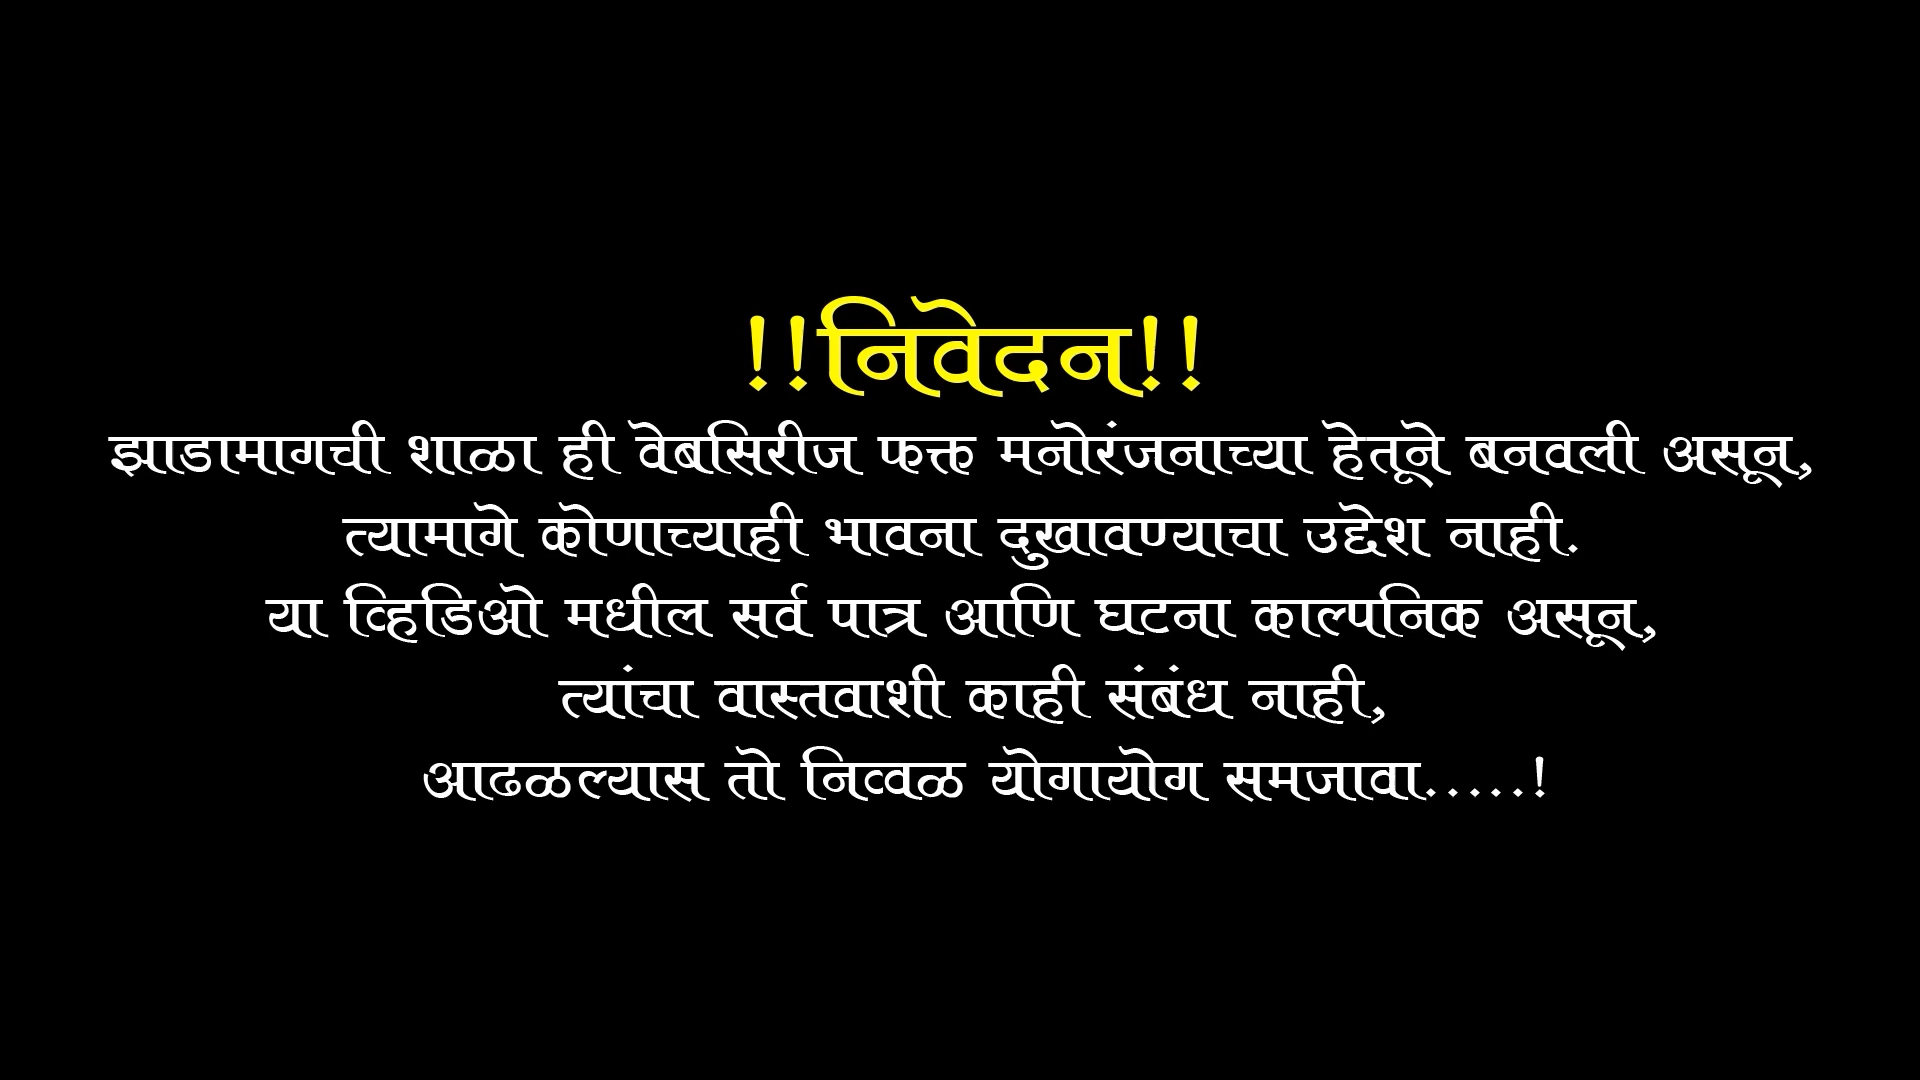 !!निवेदन!!
झाडामागची शाळा ही वेबसिरीज फक्त मनोरंजनाच्या हेतूने बनवली असून,
त्यामागे कोणाच्याही भावना दुखावण्याचा उद्देश नाही.
या व्हिडिओ मधील सर्व पात्र आणि घटना काल्पनिक असून,
त्यांचा वास्तवाशी काही संबंध नाही,
आढळल्यास तो निव्वळ योगायोग समजावा.....!